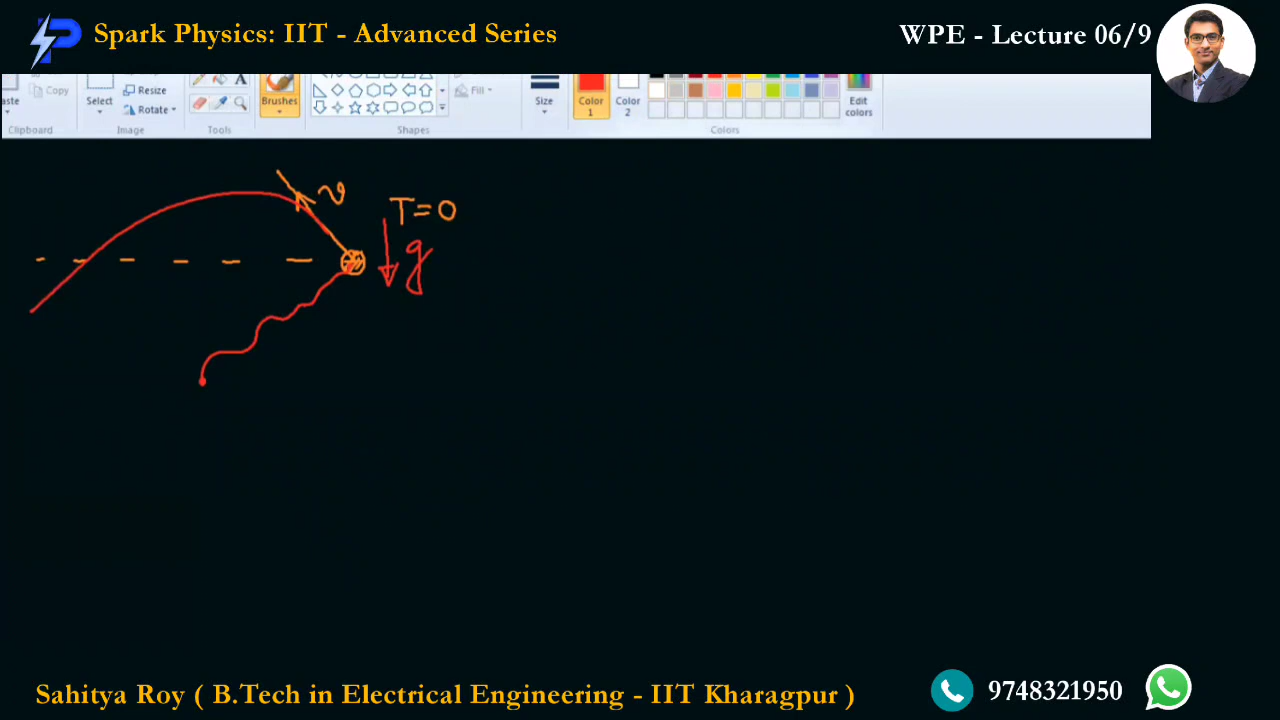 Spark Physics: IIT - Advanced Series
WPE - Lecture 06/9
Copy
Clipboard
Select
Resize
Rotate
Image
A
Tools
Brushes
Fill
Shapes
Size
Color 1
Color 2
Edit colors
Colors
v
T=0
g
Sahitya Roy ( B.Tech in Electrical Engineering - IIT Kharagpur )
9748321950